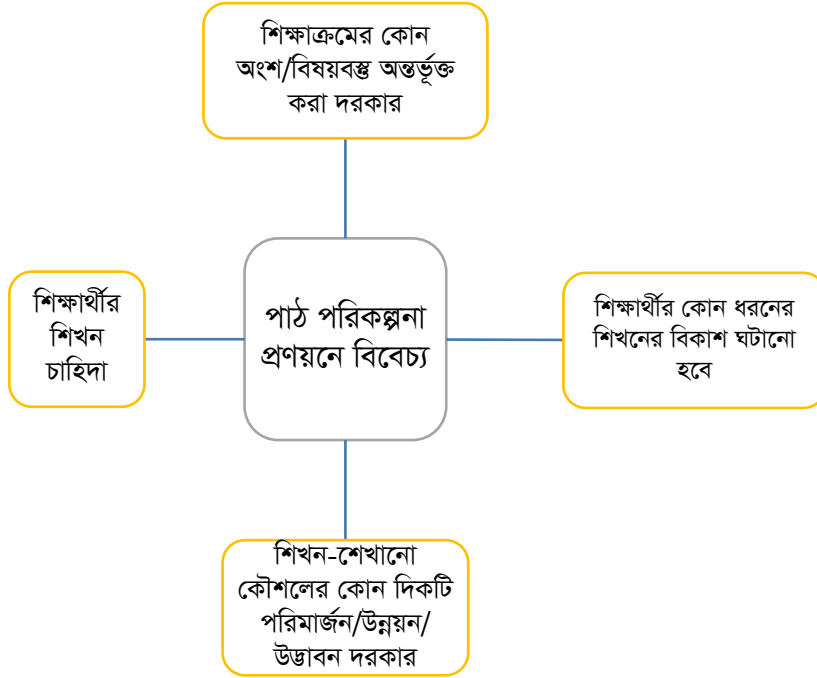 শিক্ষাক্রমের কোন
অংশ/বিষয়বস্তু অন্তর্ভূক্ত
করা দরকার
শিক্ষার্থীর
শিখন
চাহিদা
পাঠ পরিকল্পনা
প্রণয়নে বিবেচ্য
শিক্ষার্থীর কোন ধরনের
শিখনের বিকাশ ঘটানো
হবে
শিখন-শেখানো
কৌশলের কোন দিকটি
পরিমার্জন/উন্নয়ন/
উদ্ভাবন দরকার